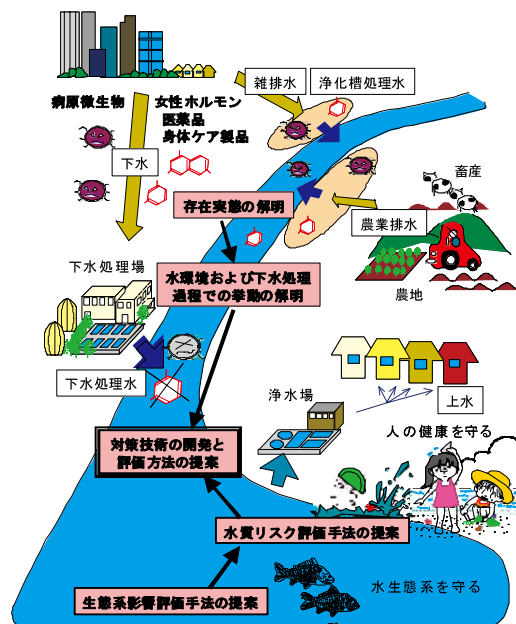 病原微生物
女性ホルモン
医薬品
身体ケア製品
雑排水
浄化槽処理水
下水
畜産
存在実態の解明
農業排水
下水処理場
水環境および下水処理
過程での挙動の解明
農地
下水処理水
浄水場
上水
対策技術の開発と
評価方法の提案
人の健康を守る
水質リスク評価手法の提案
水生態系を守る
生態系影響評価手法の提案